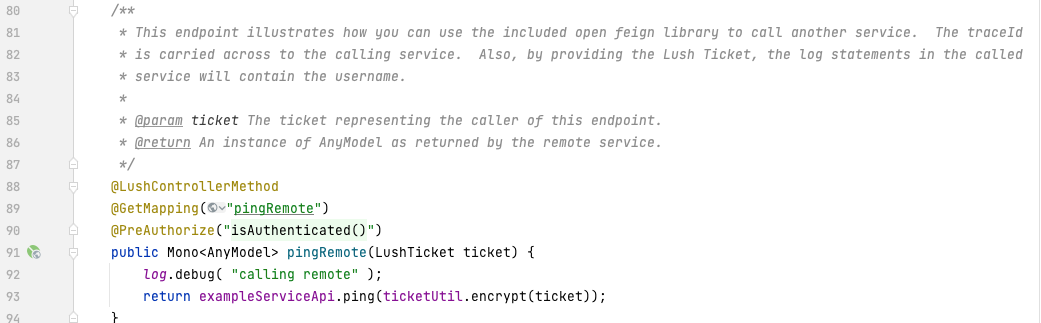 80 /**
81 * This endpoint illustrates how you can use the included open feign library to call another service.  The traceId
82 * is carried across to the calling service.  Also, by providing the Lush Ticket, the log statements in the called
83 * service will contain the username.
84 *
85 * @param ticket The ticket representing the caller of this endpoint.
86 * @return An instance of AnyModel as returned by the remote service.
87 */
88 @LushControllerMethod
89 @GetMapping("pingRemote")
90 @PreAuthorize("isAuthenticated()")
91 public Mono<AnyModel> pingRemote(LushTicket ticket) {
92 log.debug( "calling remote" );
93 return exampleServiceApi.ping(ticketUtil.encrypt(ticket));
94 }